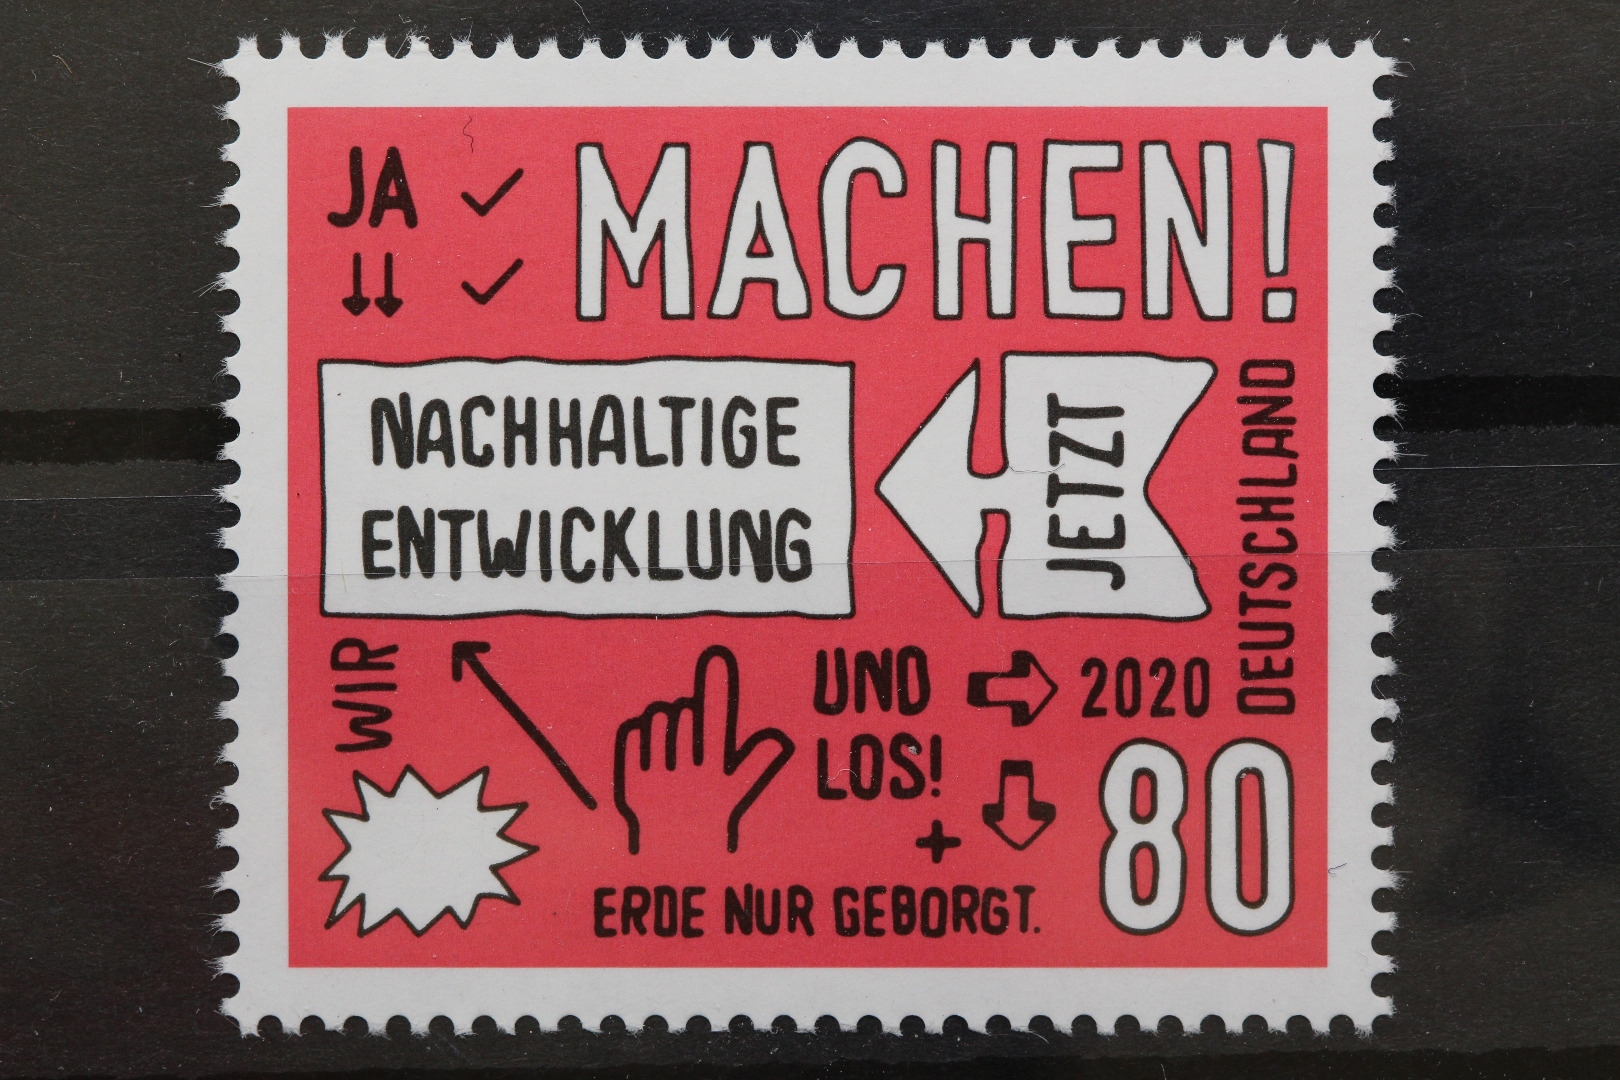 JA
MACHEN!
NACHHALTIGE
ENTWICKLUNG
JETZT
DEUTSCHLAND
WIR
UND
LOS!
2020
80
ERDE NUR GEBORGT.